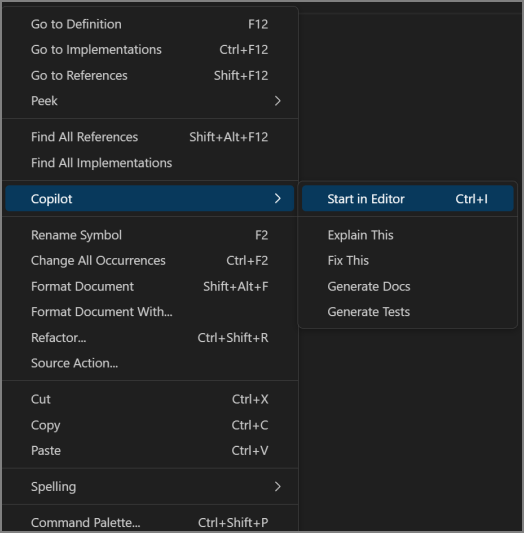 Go to Definition F12
Go to Implementations Ctrl+F12
Go to References Shift+F12
Peek
Find All References Shift+Alt+F12
Find All Implementations
Copilot
Start in Editor Ctrl+I
Explain This
Fix This
Generate Docs
Generate Tests
Rename Symbol F2
Change All Occurrences Ctrl+F2
Format Document Shift+Alt+F
Format Document With...
Refactor... Ctrl+Shift+R
Source Action...
Cut Ctrl+X
Copy Ctrl+C
Paste Ctrl+V
Spelling
Command Palette... Ctrl+Shift+P